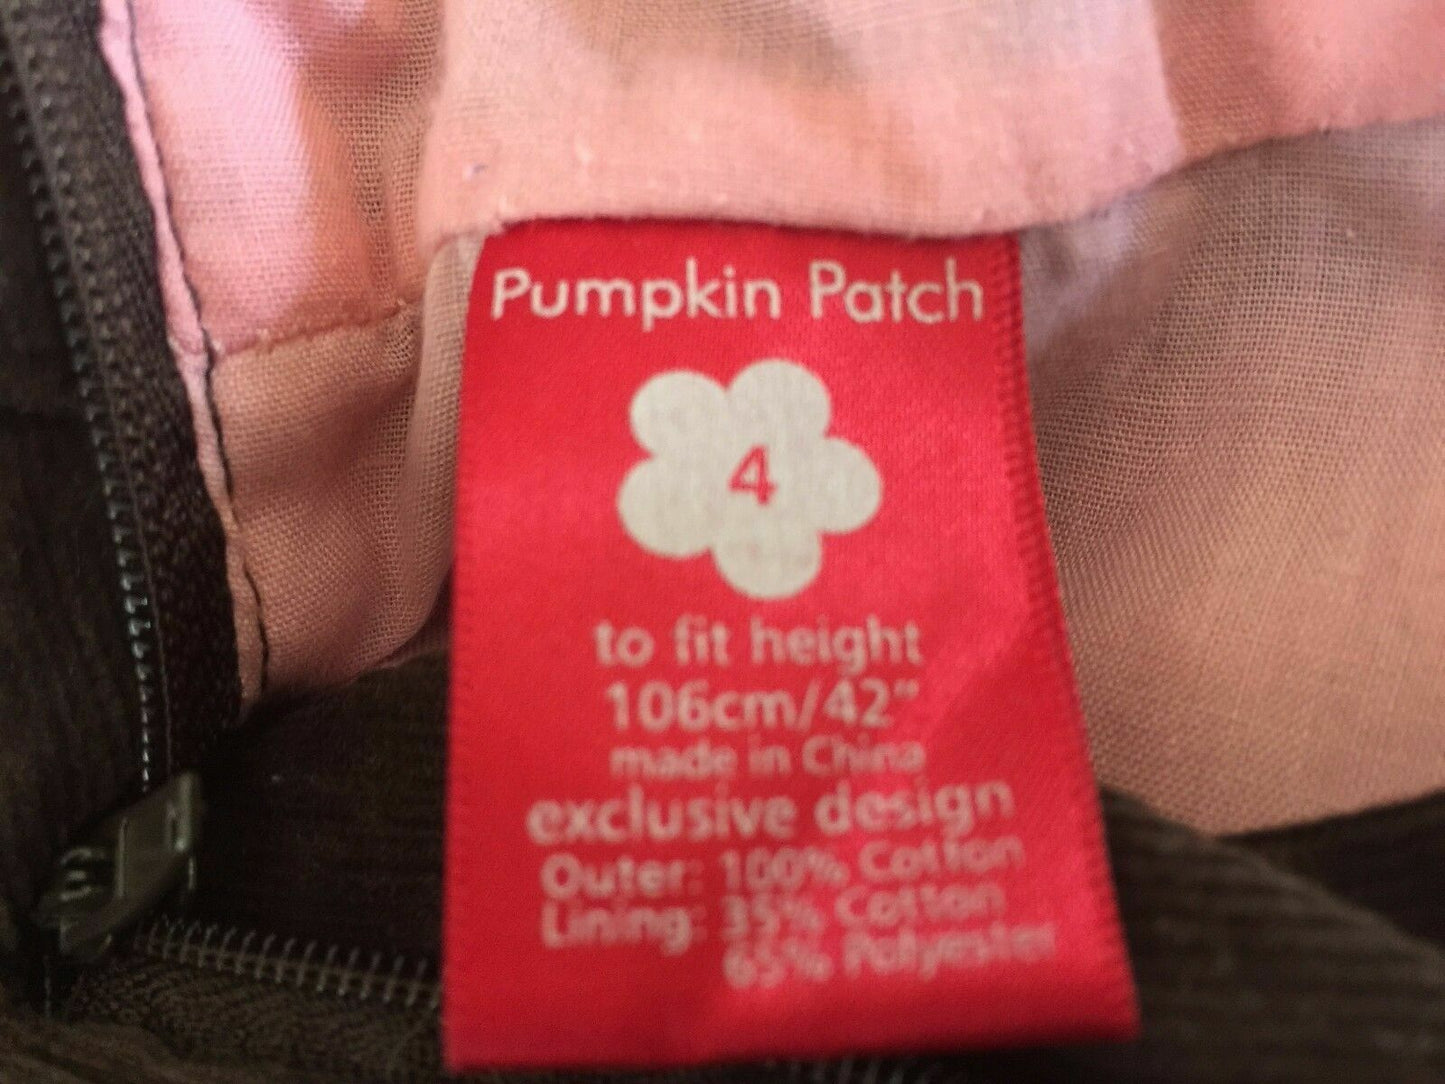 Pumpkin Patch
4
to fit height
106cm/42"
made in China
exclusive design
Outer: 100% Cotton
Lining: 35% Cotton
65% Polyester